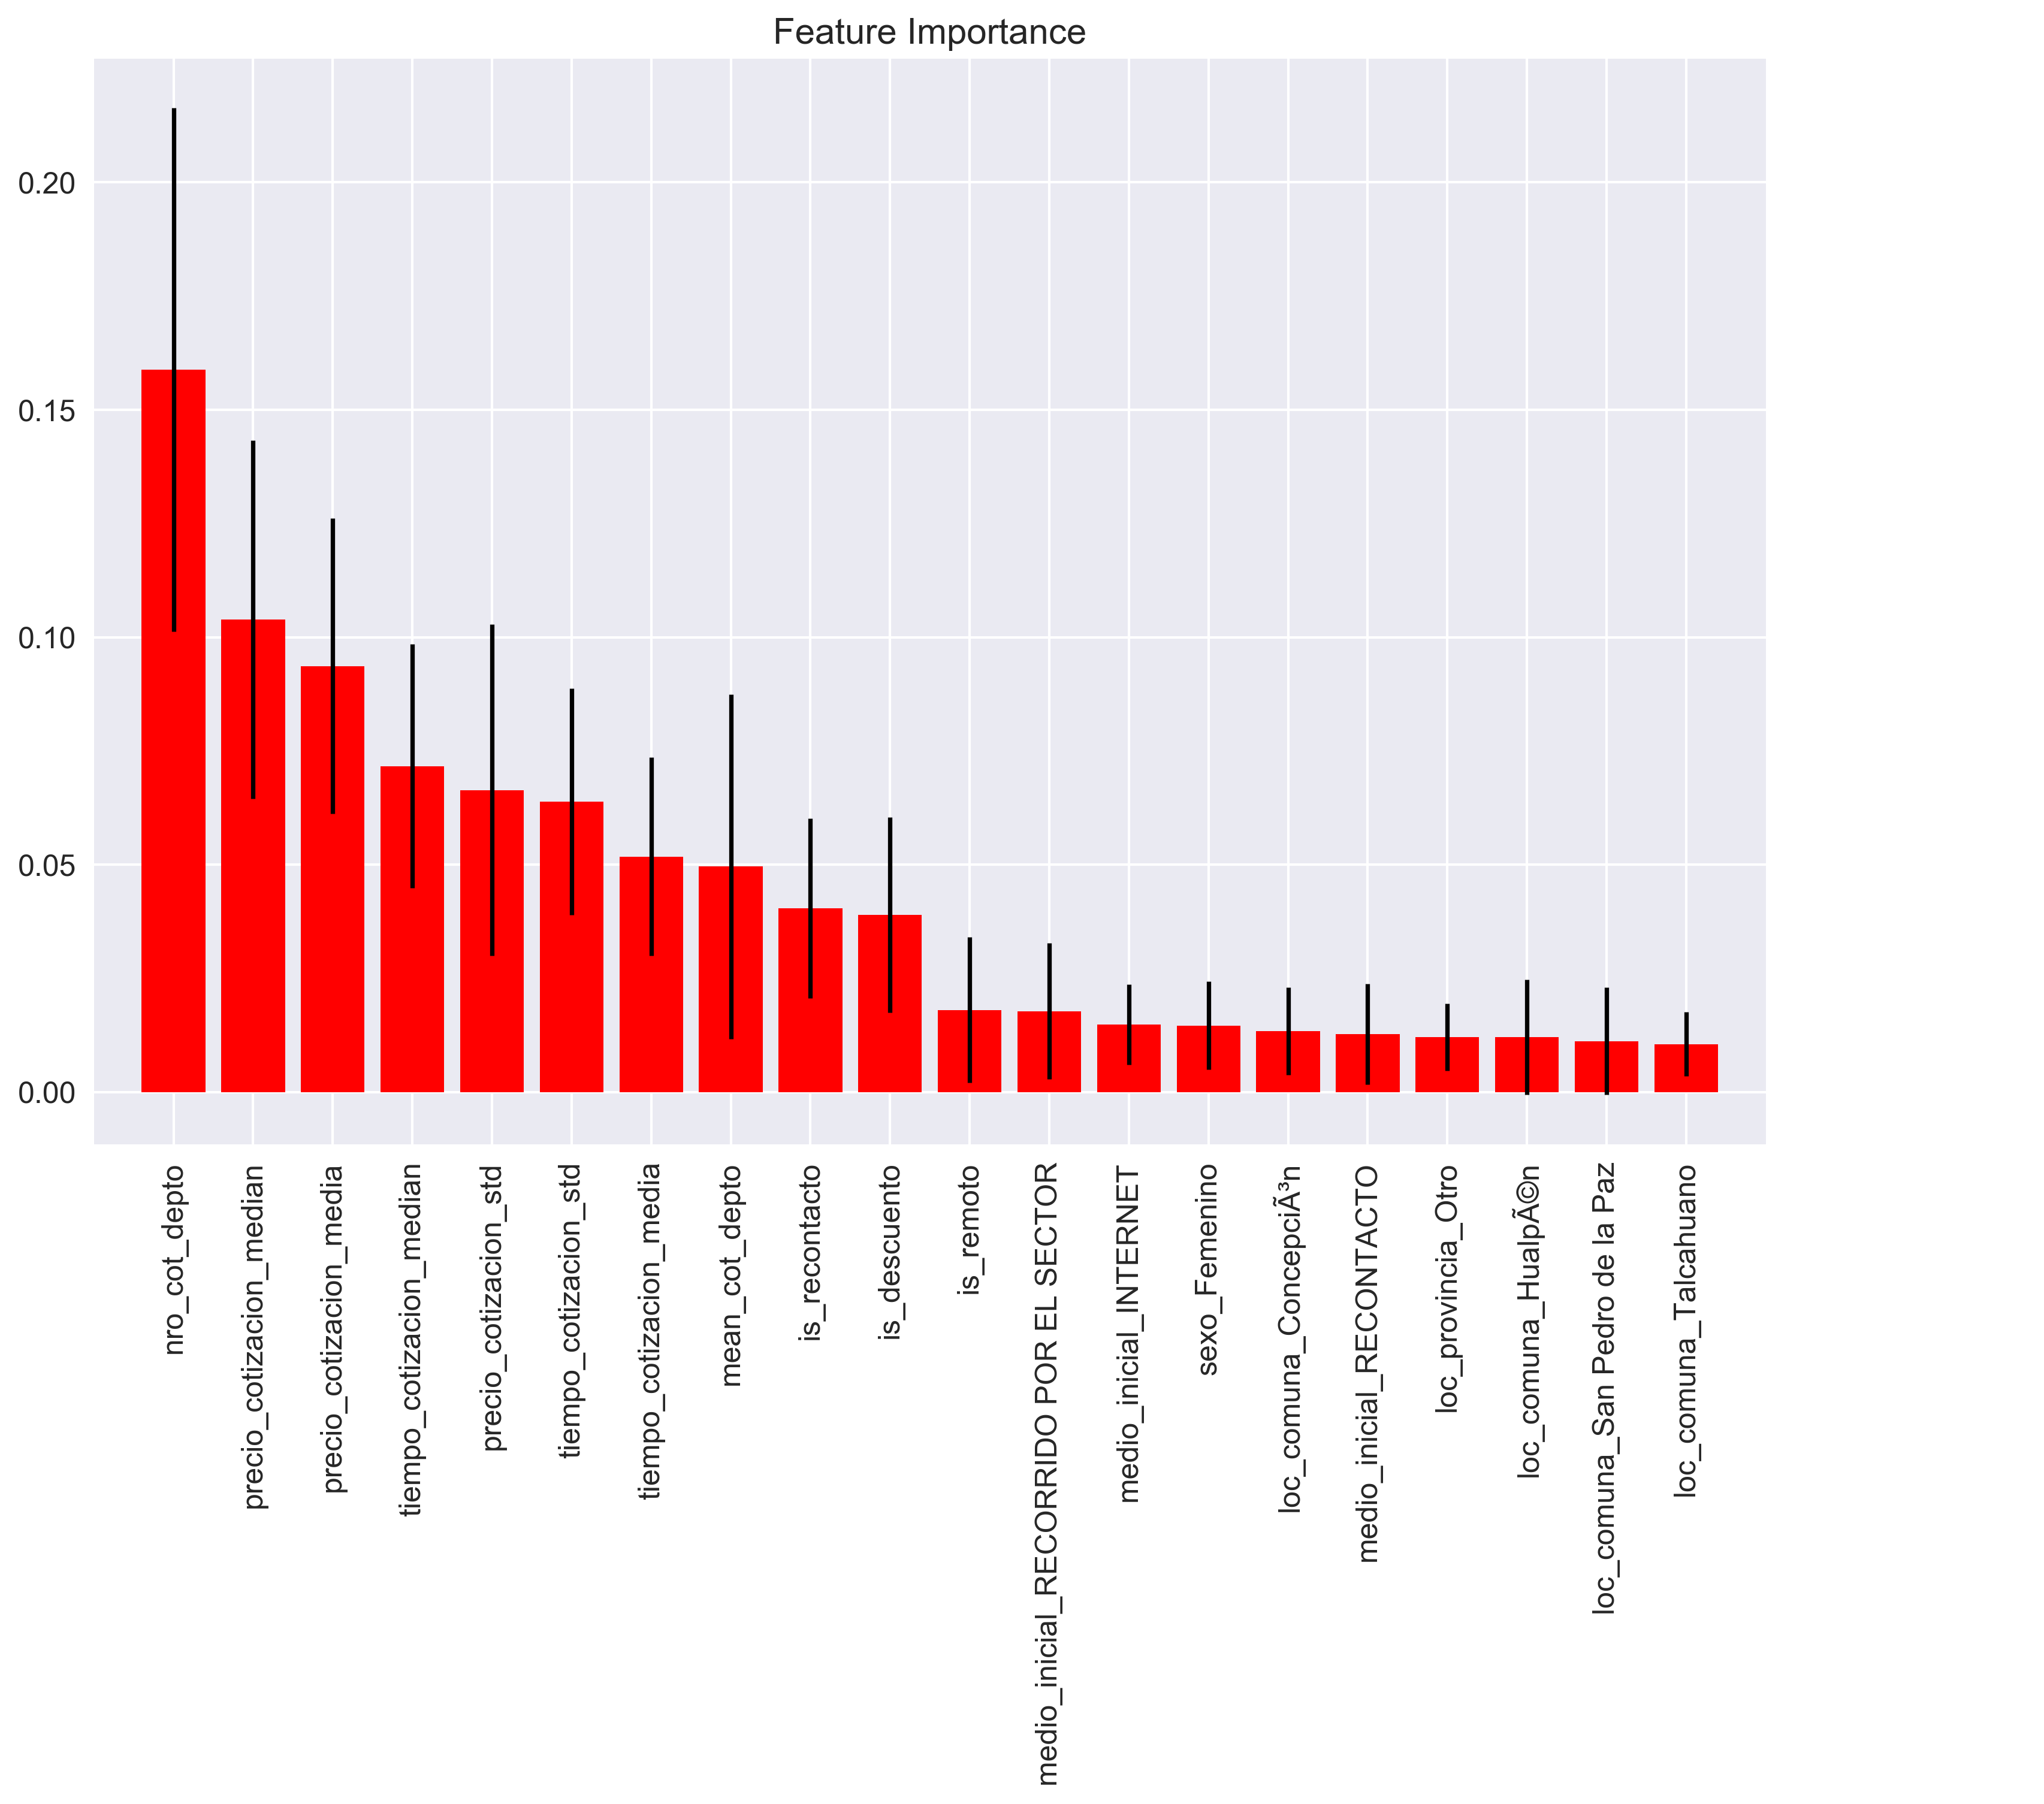 Feature Importance
0.20
0.15
0.10
0.05
0.00
nro_cot_depto
precio_cotizacion_median
precio_cotizacion_media
tiempo_cotizacion_median
precio_cotizacion_std
tiempo_cotizacion_std
tiempo_cotizacion_media
mean_cot_depto
is_recontacto
is_descuento
is_remoto
medio_inicial_RECORRIDO POR EL SECTOR
medio_inicial_INTERNET
sexo_Femenino
loc_comuna_ConcepciÃ³n
medio_inicial_RECONTACTO
loc_provincia_Otro
loc_comuna_HualpÃ©n
loc_comuna_San Pedro de la Paz
loc_comuna_Talcahuano